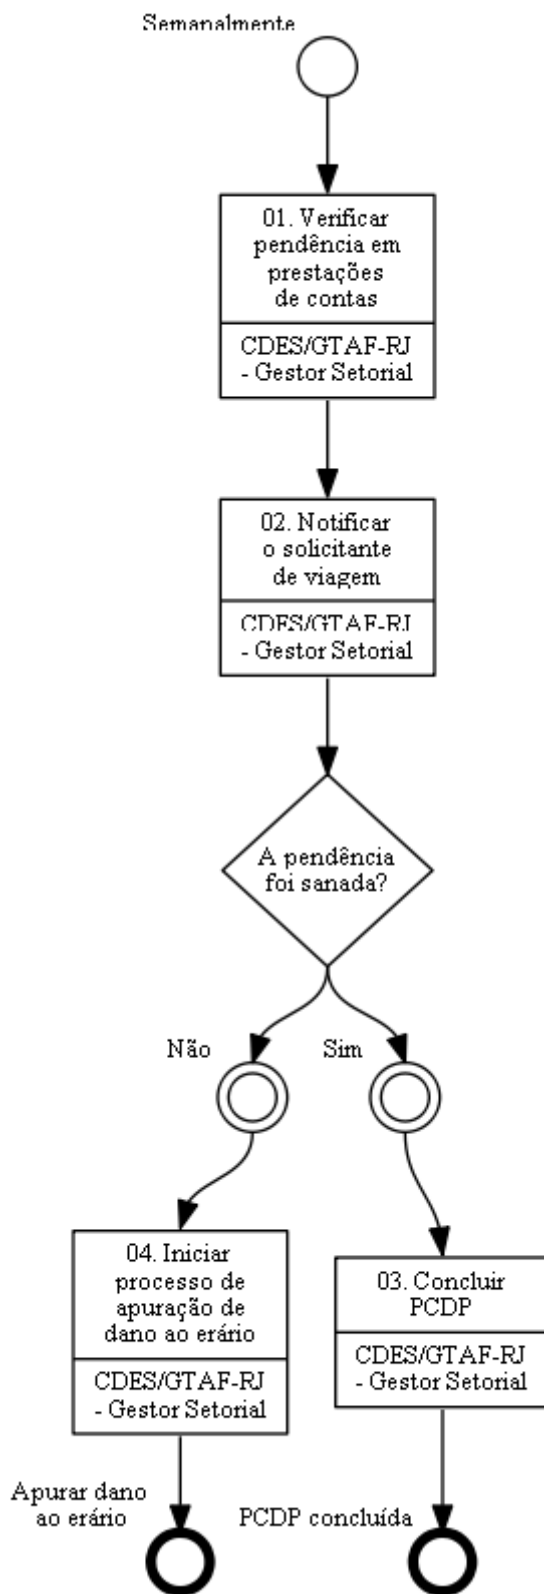 Semanalmente
01. Verificar
pendência em
prestações
de contas
CDES/GTAF-RJ
- Gestor Setorial
02. Notificar
o solicitante
de viagem
CDES/GTAF-RJ
- Gestor Setorial
A pendência
foi sanada?
Não
Sim
04. Iniciar
processo de
apuração de
dano ao erário
CDES/GTAF-RJ
- Gestor Setorial
03. Concluir
PCDP
CDES/GTAF-RJ
- Gestor Setorial
Apurar dano
ao erário
PCDP concluída